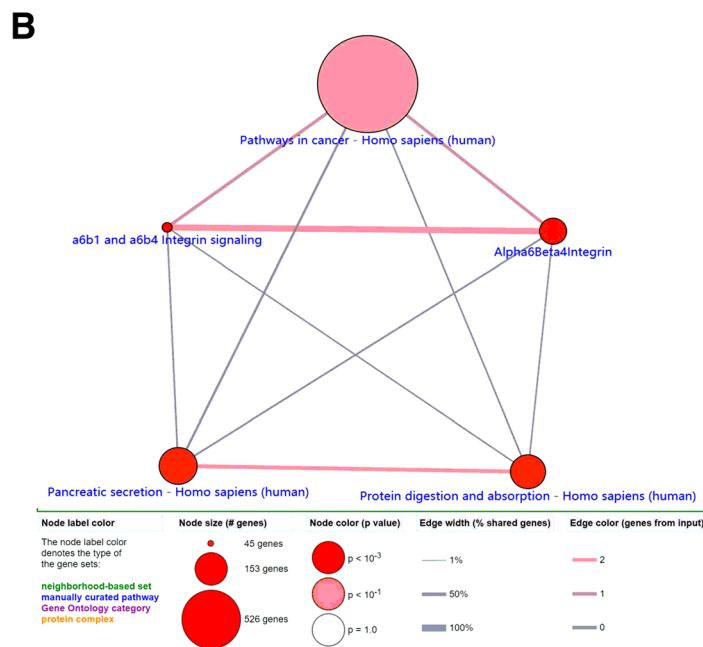 B
Pathways in cancer - Homo sapiens (human)
a6b1 and a6b4 Integrin signaling
Alpha6Beta4Integrin
Pancreatic secretion - Homo sapiens (human)
Protein digestion and absorption - Homo sapiens (human)
Node label color
The node label color
denotes the type of
the gene sets:
neighborhood-based set
manually curated pathway
Gene Ontology category
protein complex
Node size (# genes)
45 genes
153 genes
526 genes
Node color (p value)
p < 10⁻³
p < 10⁻¹
p = 1.0
Edge width (% shared genes)
1%
50%
100%
Edge color (genes from input)
2
1
0